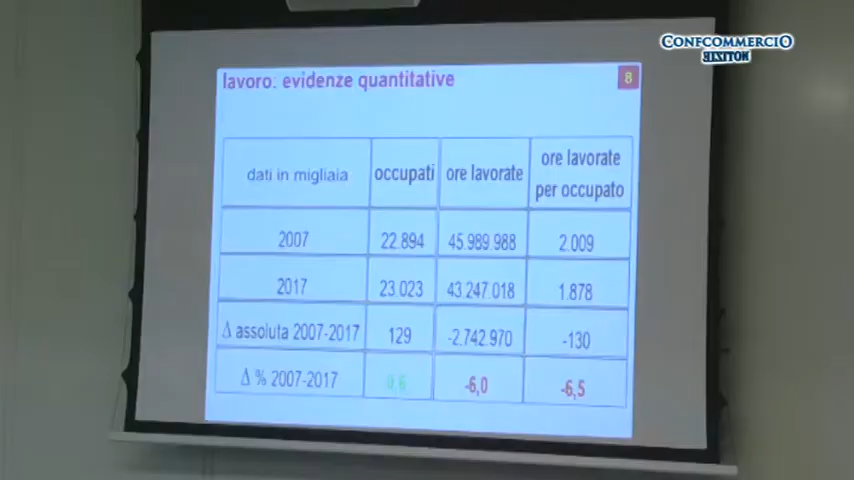 CONFCOMMERCIO
lavoro: evidenze quantitative
8
dati in migliaia occupati ore lavorate ore lavorate per occupato
2007 22.894 45.989.988 2.009
2017 23.023 43.247.018 1.878
Δ assoluta 2007-2017 129 -2.742.970 -130
Δ % 2007-2017 0,6 -6,0 -6,5